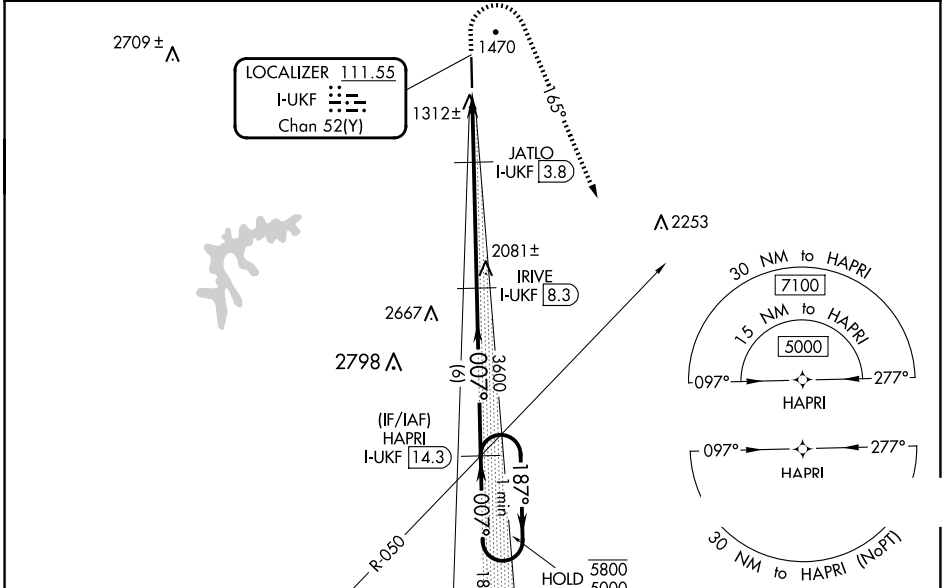 2709 ±
1470
LOCALIZER 111.55
I-UKF
Chan 52(Y)
1312±
165°
JATLO
I-UKF 3.8
2253
2081±
IRIVE
I-UKF 8.3
2667
2798
007°
3600
(6)
(IF/IAF)
HAPRI
I-UKF 14.3
187°
1 min
007°
R-050
HOLD 5800
5000
18
30 NM to HAPRI
7100
15 NM to HAPRI
5000
097°
277°
HAPRI
097°
277°
HAPRI
30 NM to HAPRI (NoPT)